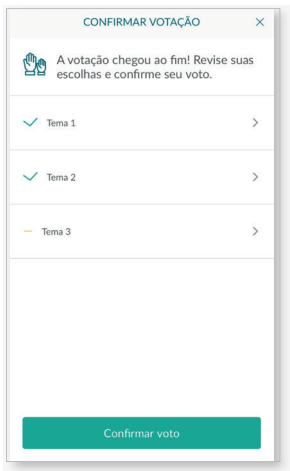 CONFIRMAR VOTAÇÃO
A votação chegou ao fim! Revise suas
escolhas e confirme seu voto.
Tema 1
Tema 2
Tema 3
Confirmar voto